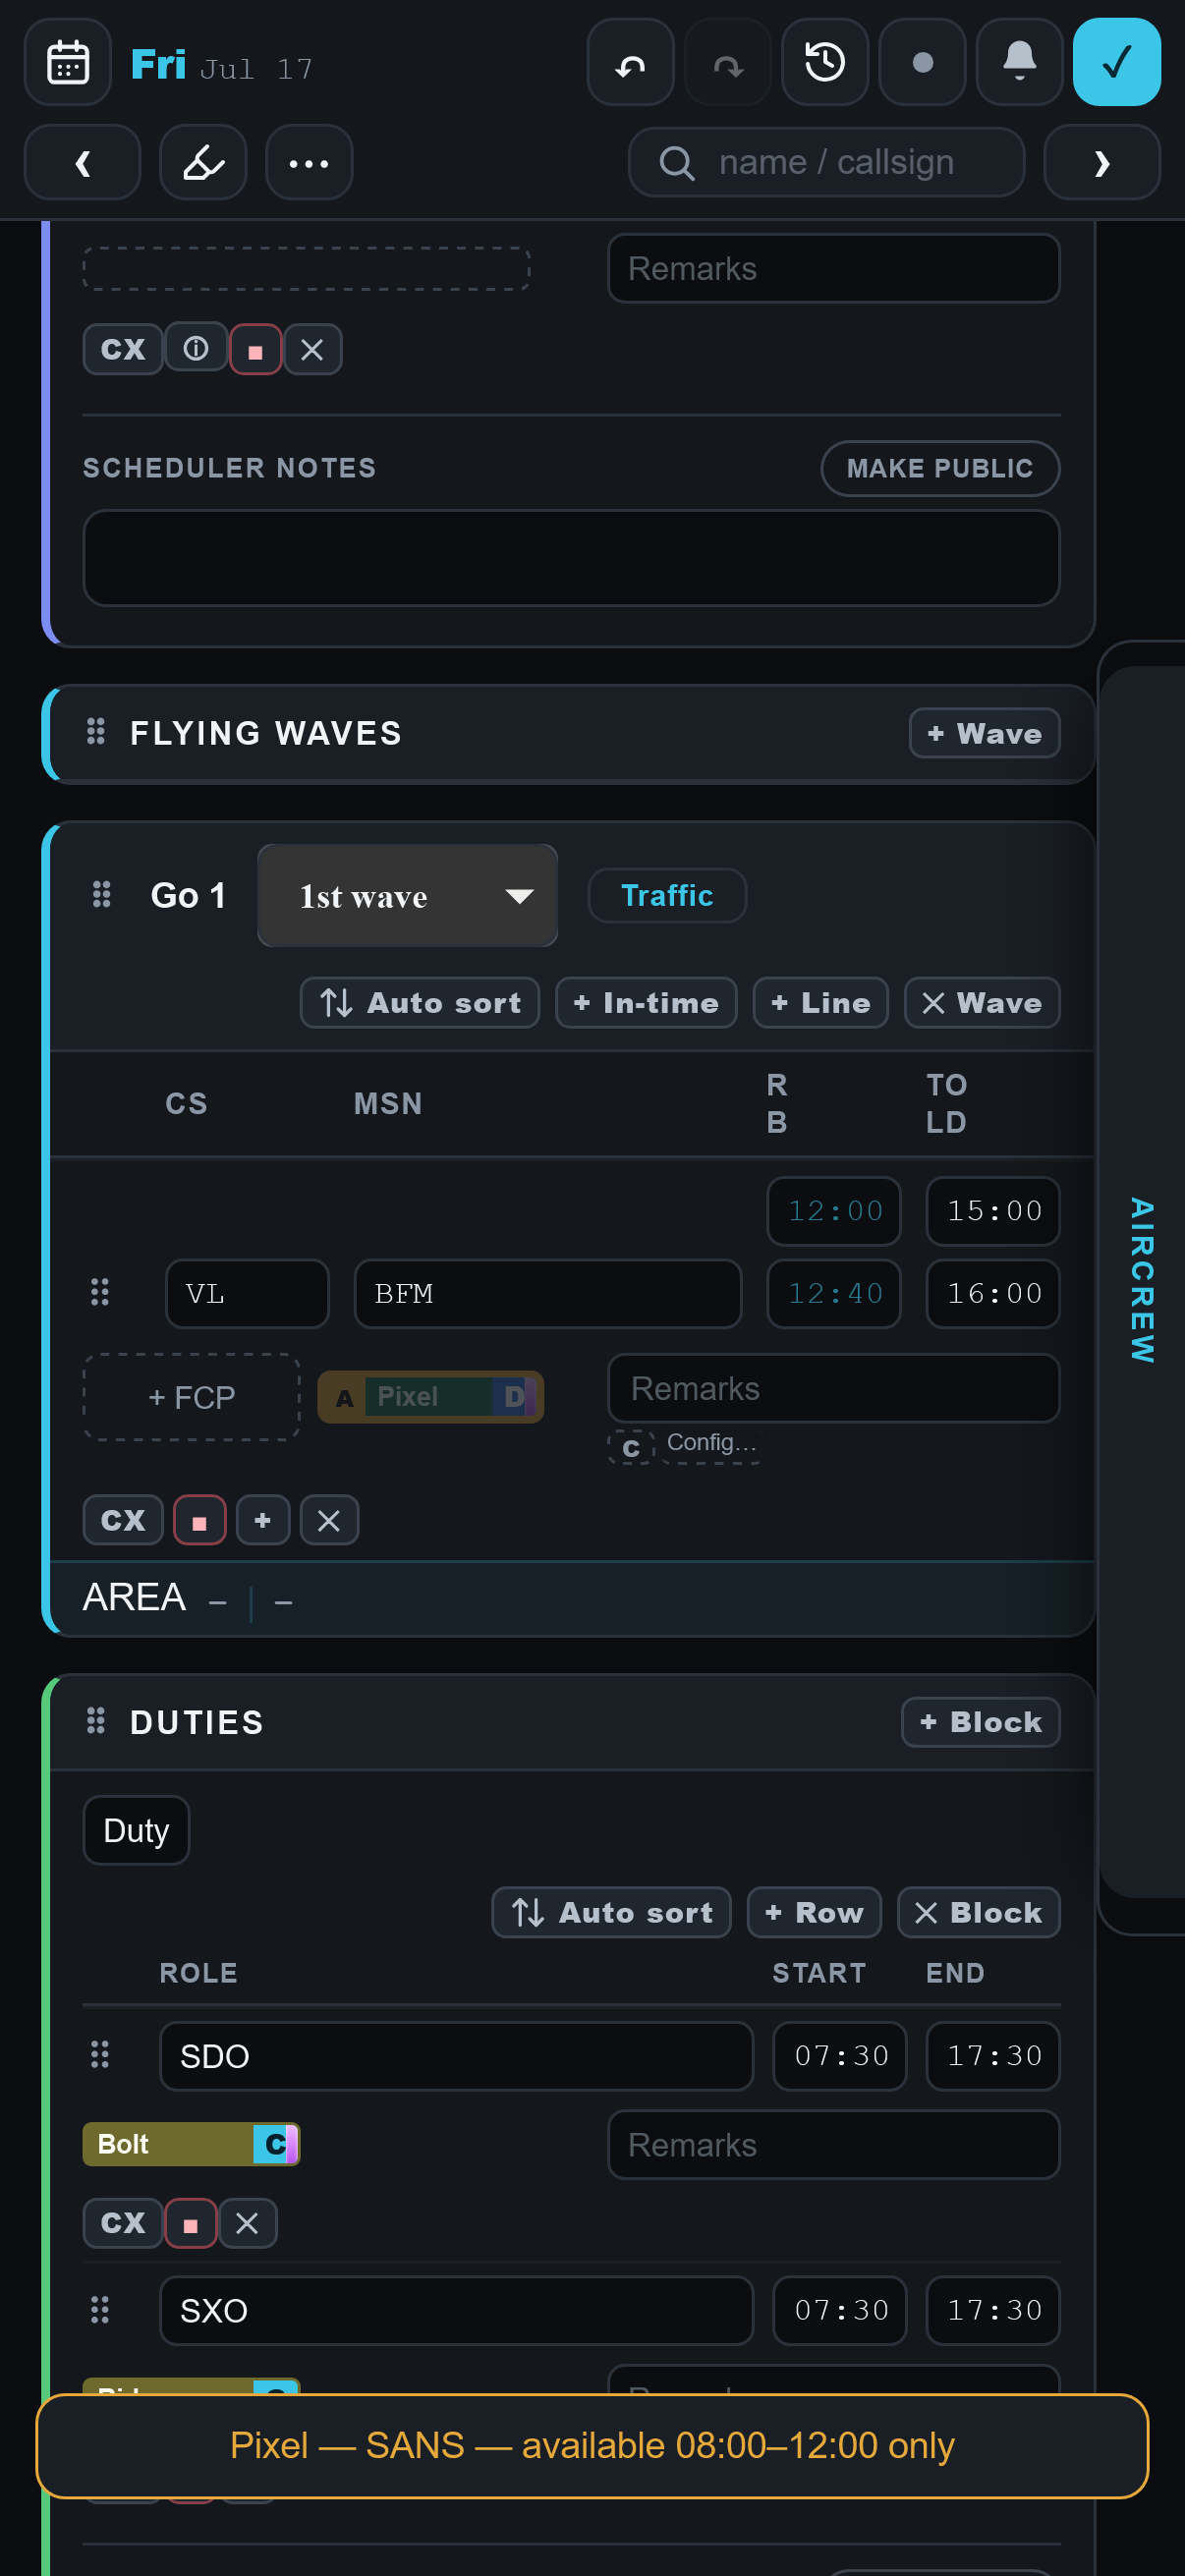 Fri Jul 17
name / callsign
Remarks
CX
SCHEDULER NOTES
MAKE PUBLIC
FLYING WAVES
+ Wave
Go 1
1st wave
Traffic
Auto sort
+ In-time
+ Line
× Wave
CS
MSN
R
B
TO
LD
12:00
15:00
VL
BFM
12:40
16:00
+ FCP
A Pixel D
Remarks
C Config...
CX
+
×
AREA – | –
AIRCREW
DUTIES
+ Block
Duty
Auto sort
+ Row
× Block
ROLE
START
END
SDO
07:30
17:30
Bolt C
Remarks
CX
×
SXO
07:30
17:30
Pixel — SANS — available 08:00–12:00 only